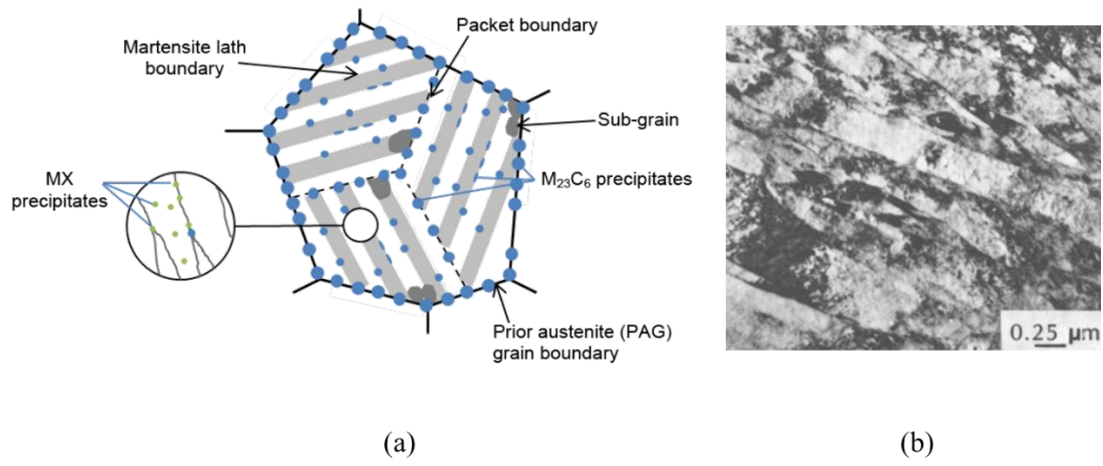 Martensite lath
boundary
Packet boundary
Sub-grain
MX
precipitates
M₂₃C₆ precipitates
Prior austenite (PAG)
grain boundary
0.25 μm
(a)
(b)